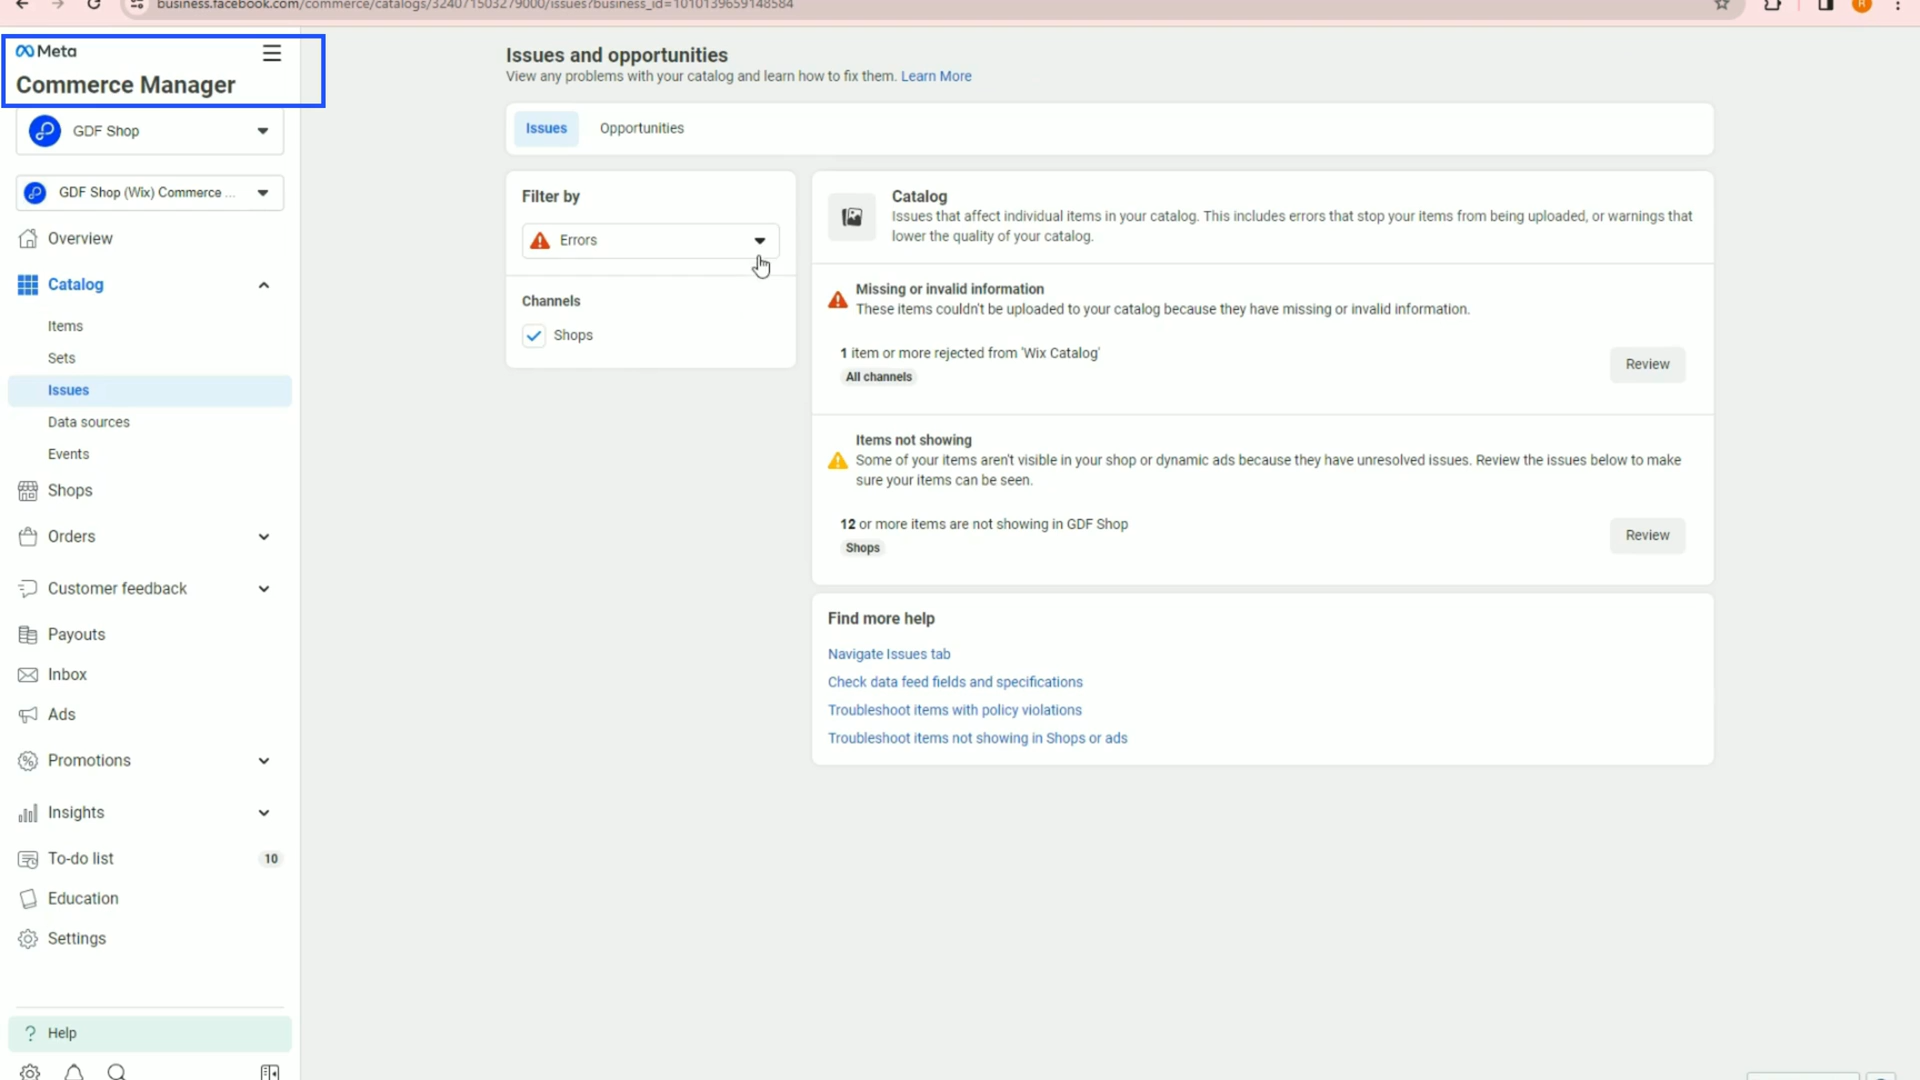 business.facebook.com/commerce/catalogs/324071503279000/issues?business_id=1010139659148584
Meta
Commerce Manager
GDF Shop
GDF Shop (Wix) Commerce ...
Overview
Catalog
Items
Sets
Issues
Data sources
Events
Shops
Orders
Customer feedback
Payouts
Inbox
Ads
Promotions
Insights
To-do list 10
Education
Settings
? Help
Issues and opportunities
View any problems with your catalog and learn how to fix them. Learn More
Issues Opportunities
Filter by
Errors
Channels
Shops
Catalog
Issues that affect individual items in your catalog. This includes errors that stop your items from being uploaded, or warnings that
lower the quality of your catalog.
Missing or invalid information
These items couldn't be uploaded to your catalog because they have missing or invalid information.
1 item or more rejected from 'Wix Catalog'
All channels
Review
Items not showing
Some of your items aren't visible in your shop or dynamic ads because they have unresolved issues. Review the issues below to make
sure your items can be seen.
12 or more items are not showing in GDF Shop
Shops
Review
Find more help
Navigate Issues tab
Check data feed fields and specifications
Troubleshoot items with policy violations
Troubleshoot items not showing in Shops or ads